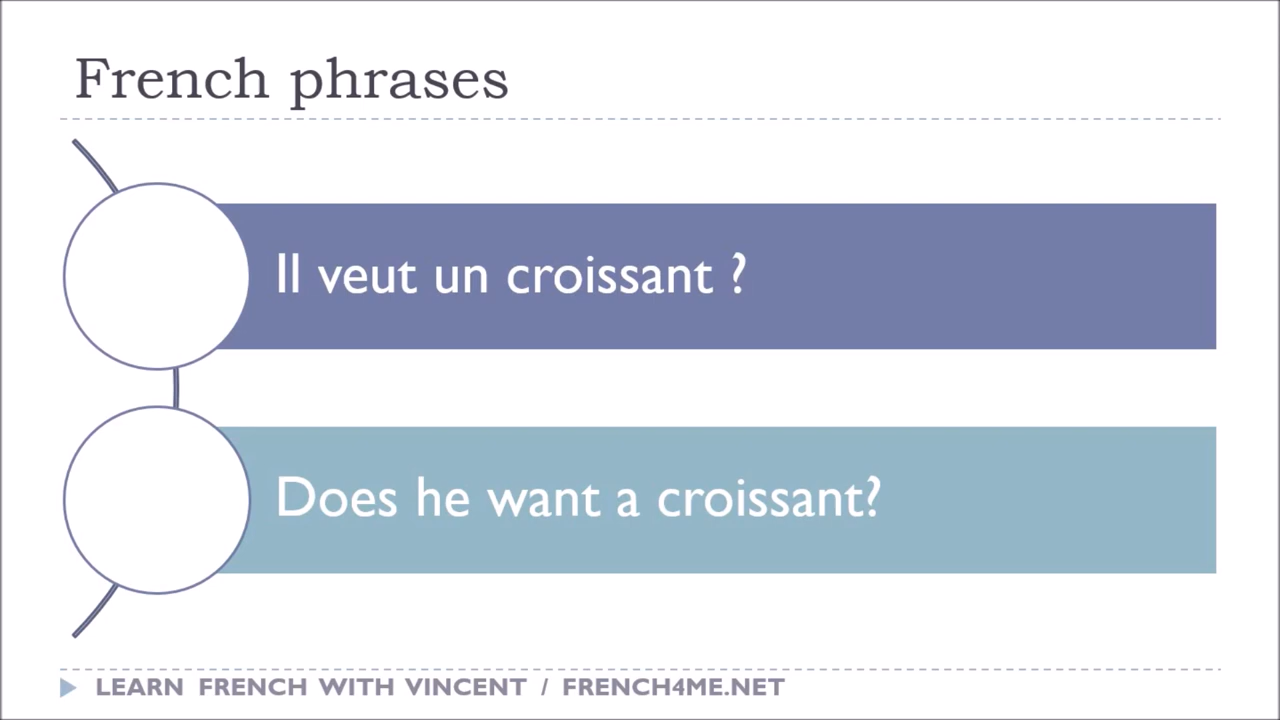 French phrases
Il veut un croissant ?
Does he want a croissant?
LEARN FRENCH WITH VINCENT / FRENCH4ME.NET